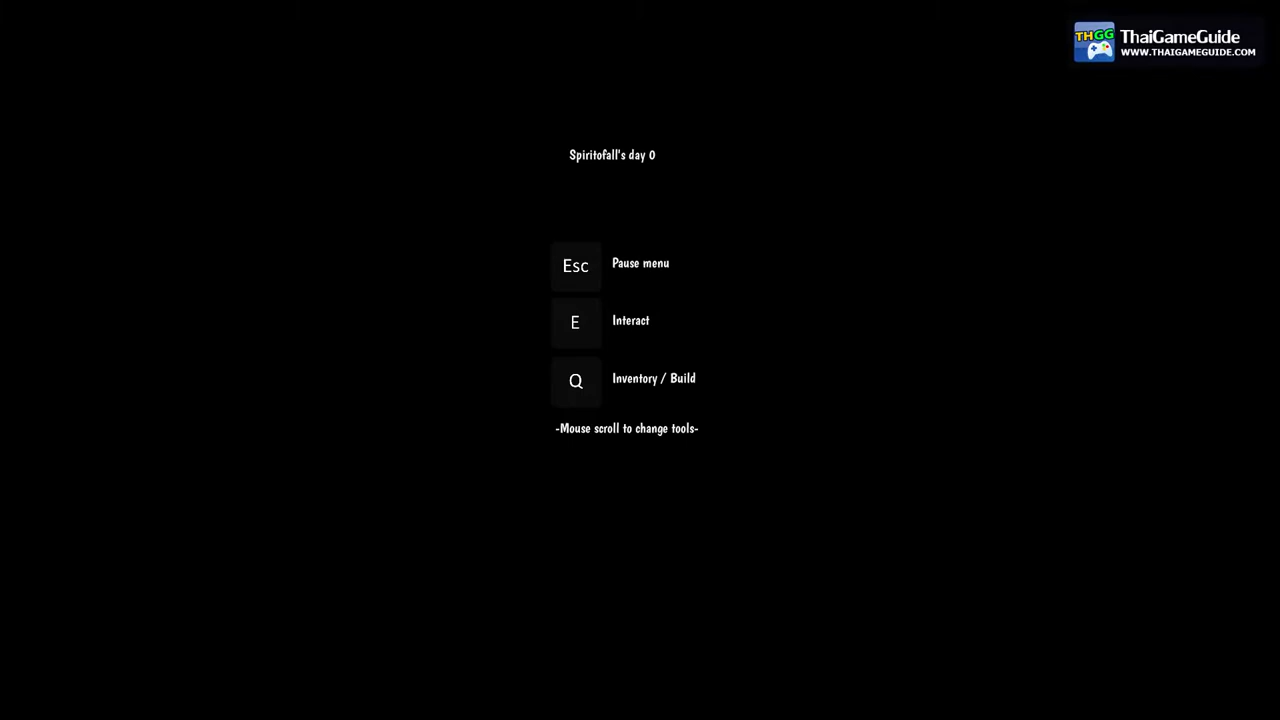 THGG
ThaiGameGuide
WWW.THAIGAMEGUIDE.COM
Spiritofall's day 0
Esc Pause menu
E Interact
Q Inventory / Build
-Mouse scroll to change tools-